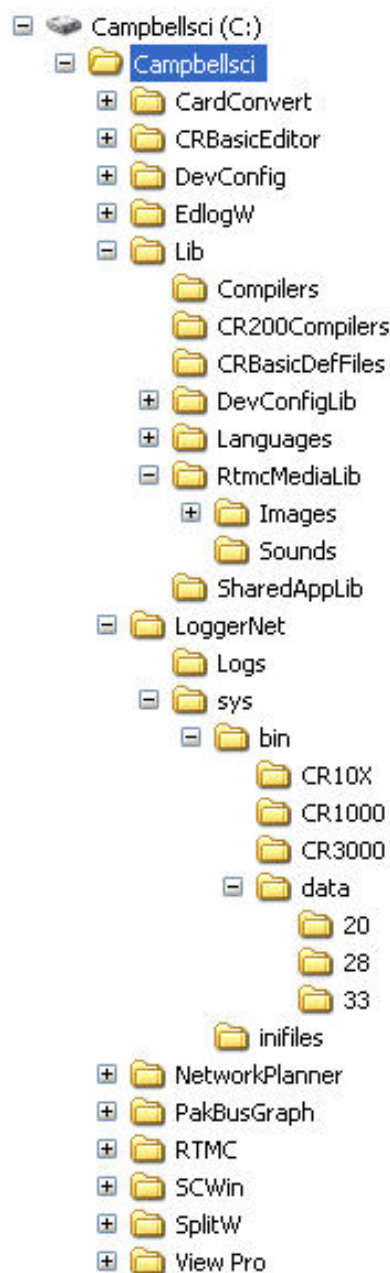 Campbellsci (C:)
Campbellsci
CardConvert
CRBasicEditor
DevConfig
EdlogW
Lib
Compilers
CR200Compilers
CRBasicDefFiles
DevConfigLib
Languages
RtmcMediaLib
Images
Sounds
SharedAppLib
LoggerNet
Logs
sys
bin
CR10X
CR1000
CR3000
data
20
28
33
inifiles
NetworkPlanner
PakBusGraph
RTMC
SCWin
SplitW
View Pro